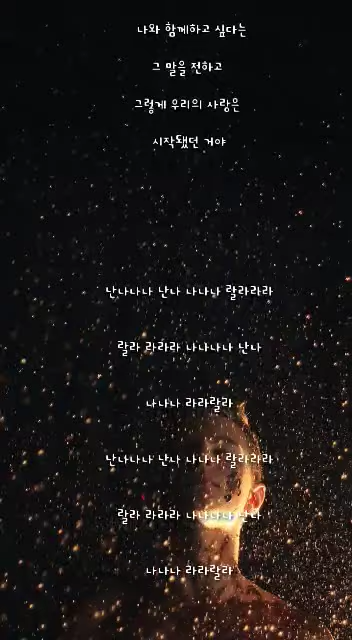 나와 함께하고 싶다는
그 말을 전하고
그렇게 우리의 사랑은
시작됐던 거야
난나나나 난나 나나나 랄라라라
랄라 라라라 나나나나 난나
나나나 라라랄라
난나나나 난나 나나나 랄라라라
랄라 라라라 나나나나 난나
나나나 라라랄라